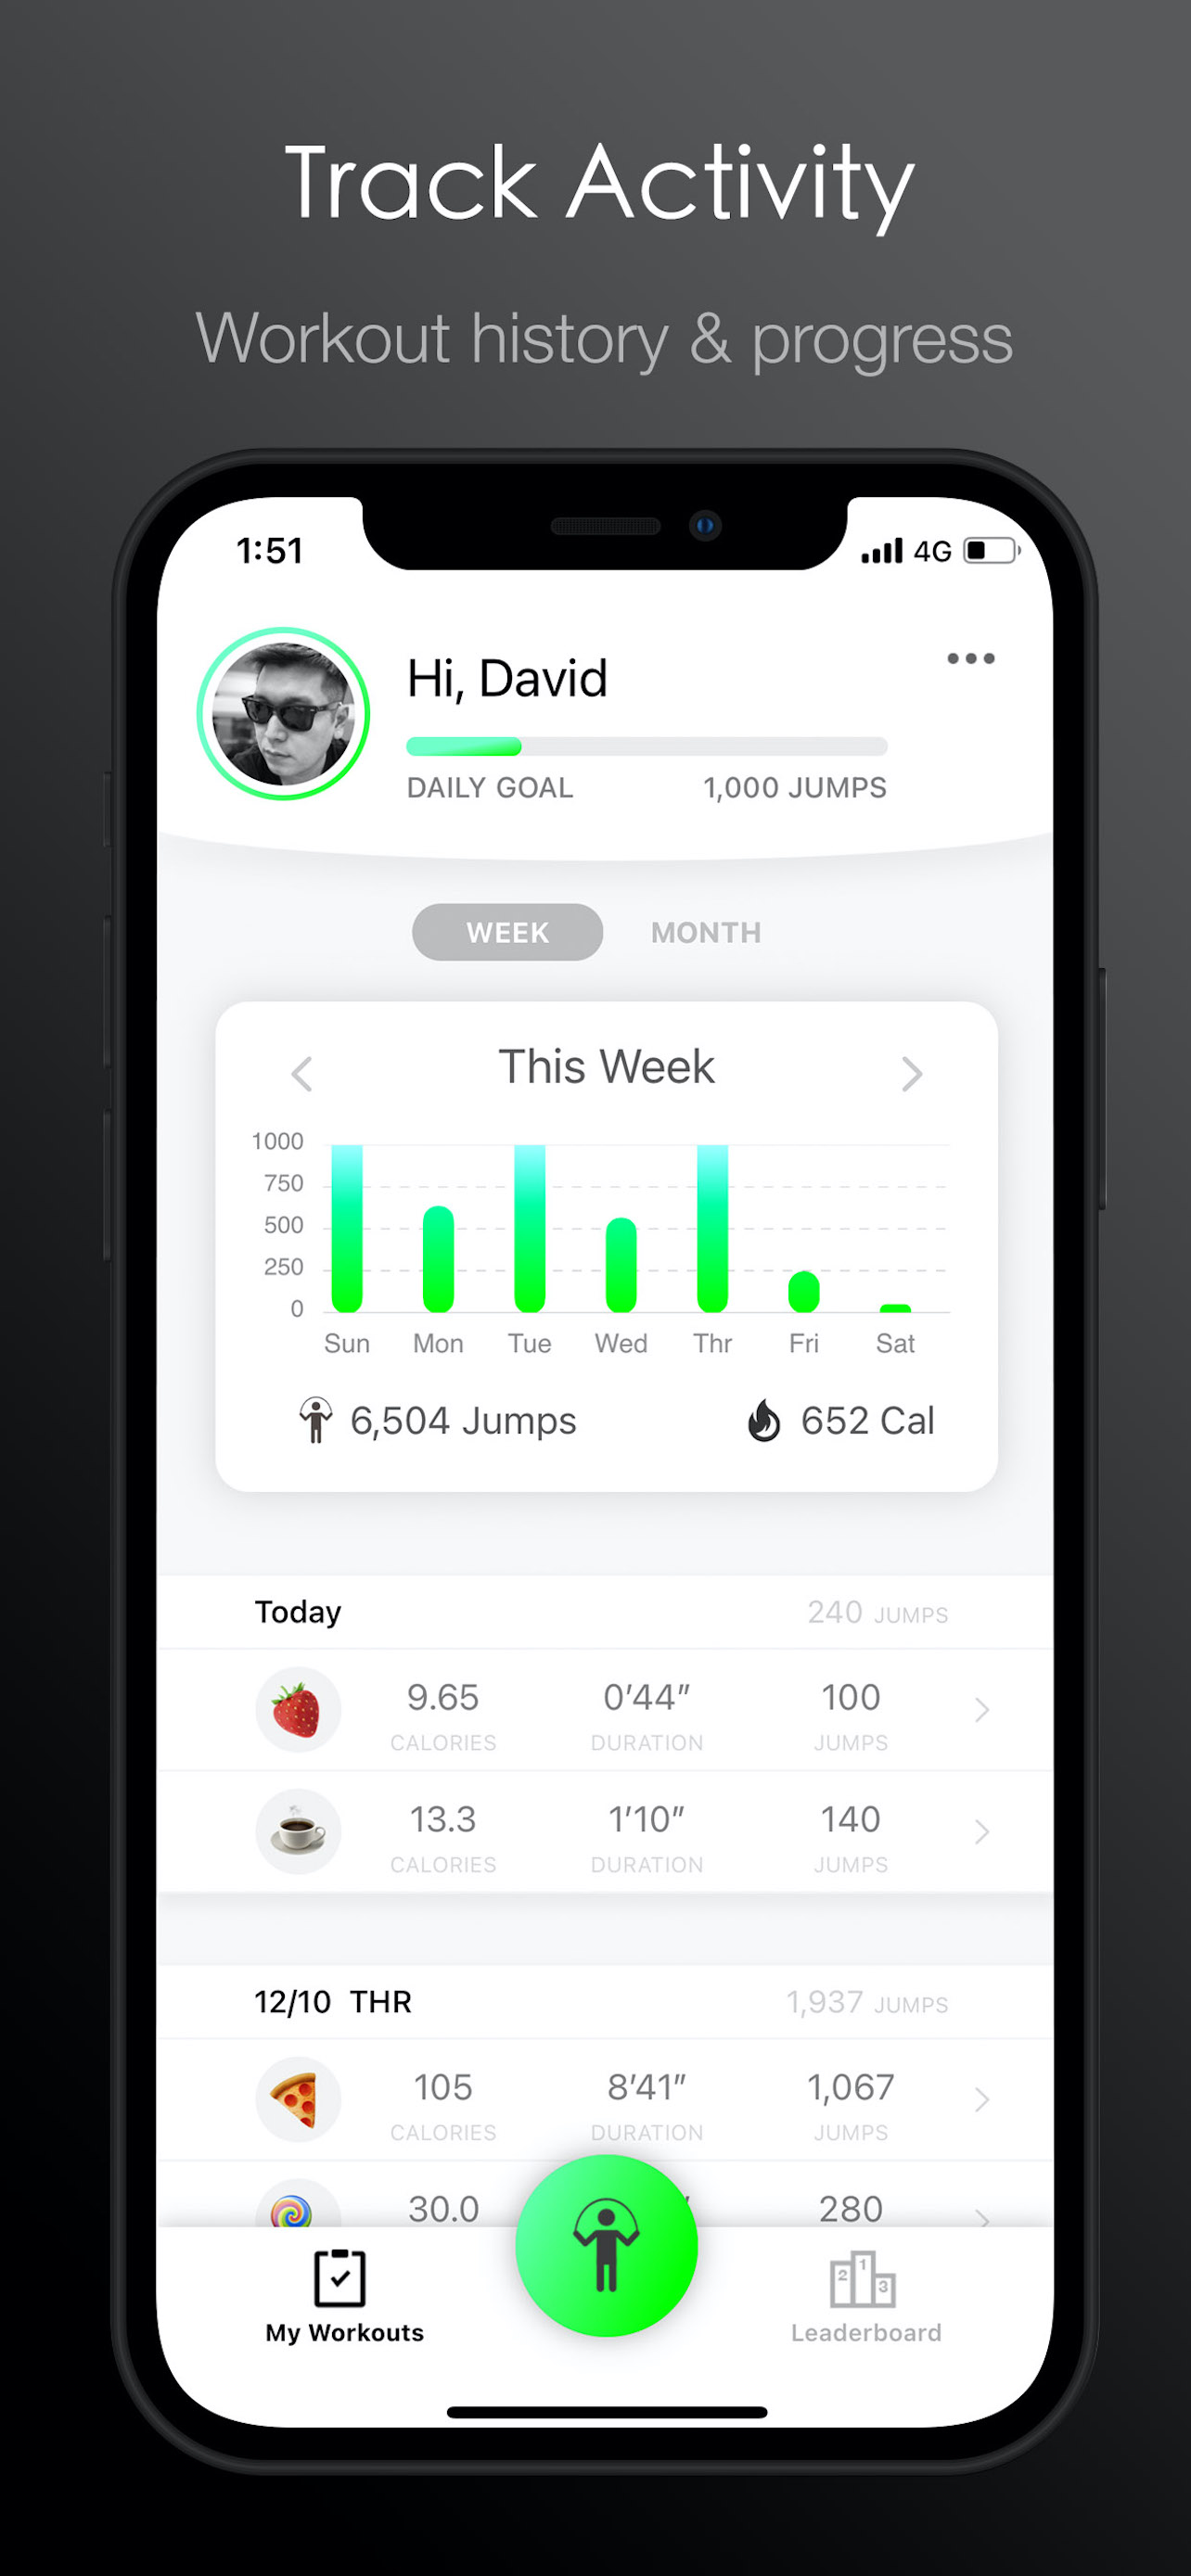 Track Activity
Workout history & progress
1:51 4G
Hi, David
DAILY GOAL 1,000 JUMPS
WEEK MONTH
This Week
1000
750
500
250
0
Sun Mon Tue Wed Thr Fri Sat
6,504 Jumps 652 Cal
Today 240 JUMPS
9.65 0'44" 100
CALORIES DURATION JUMPS
13.3 1'10" 140
CALORIES DURATION JUMPS
12/10 THR 1,937 JUMPS
105 8'41" 1,067
CALORIES DURATION JUMPS
30.0 280
2 1 3
My Workouts Leaderboard